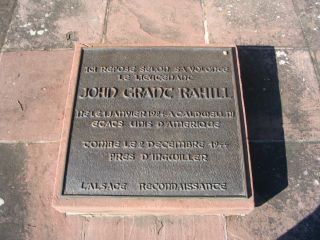 ICI REPOSE SELON SA VOLONTE
LE LIEUTENANT
JOHN GRANT RAHILL
NE LE 1 JANVIER 1924 A CALDWELL NJ
ETATS UNIS D'AMERIQUE
TOMBE LE 2 DECEMBRE 1944
PRES D'INGWILLER
L'ALSACE RECONNAISSANTE